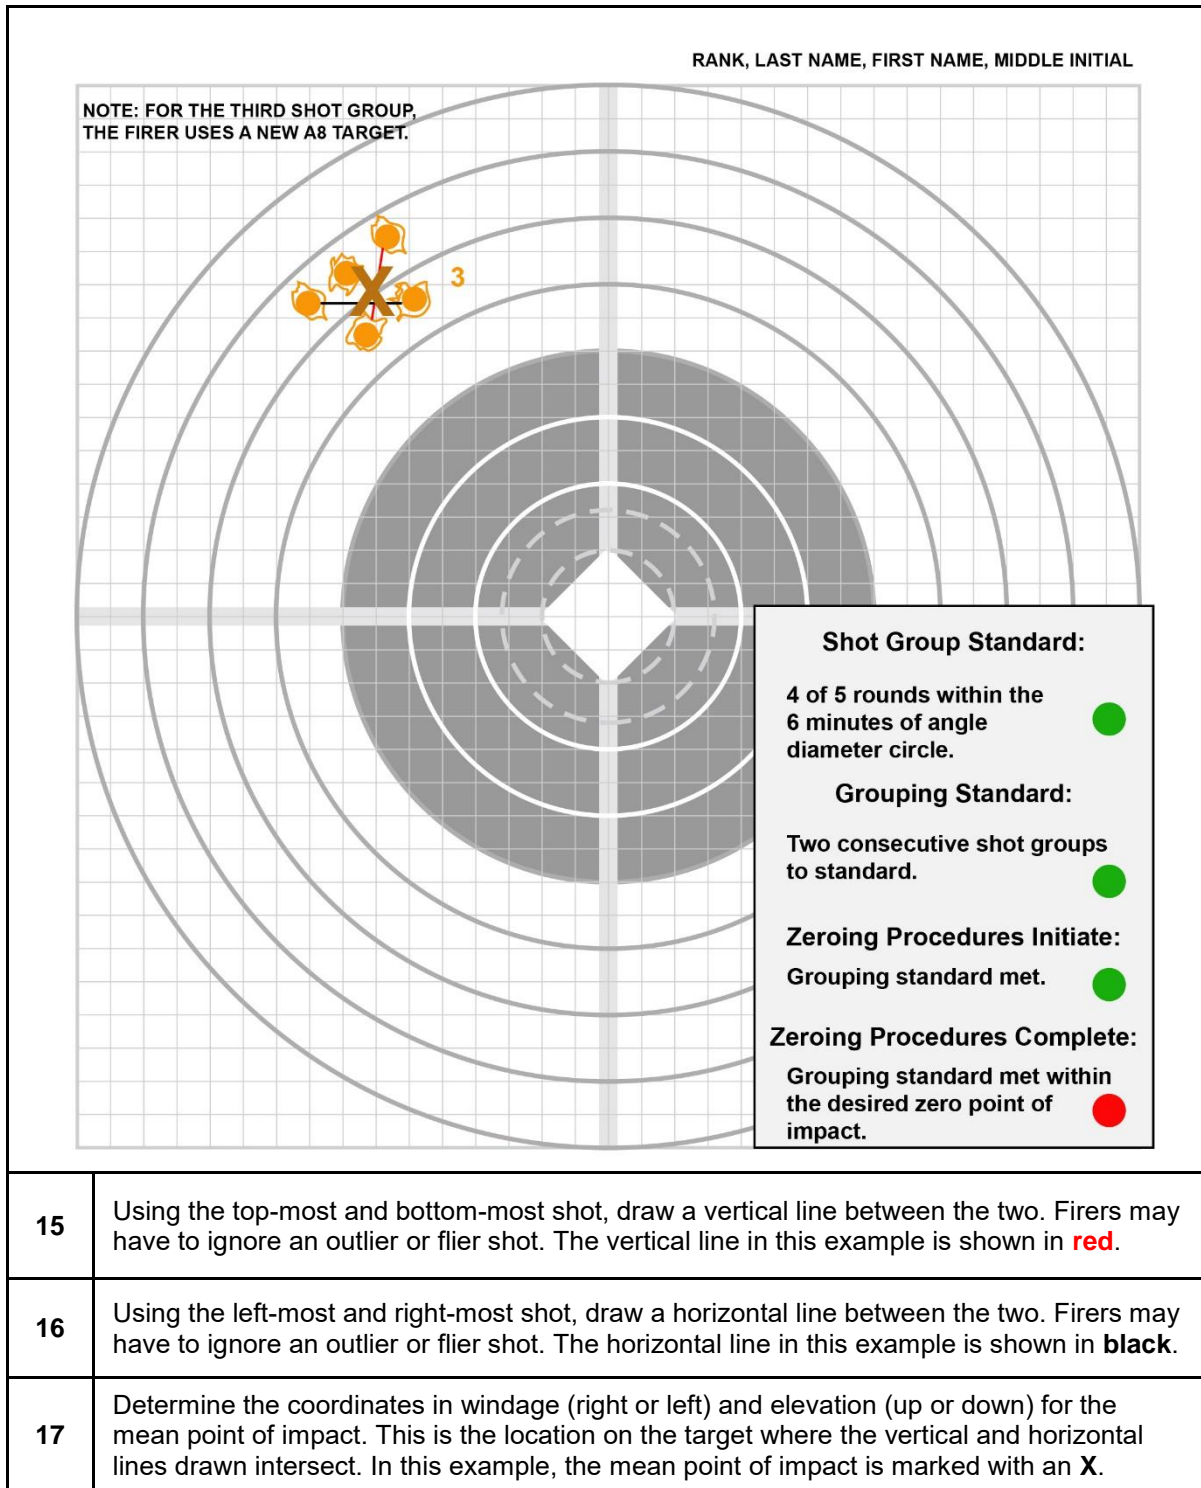 RANK, LAST NAME, FIRST NAME, MIDDLE INITIAL
NOTE: FOR THE THIRD SHOT GROUP,
THE FIRER USES A NEW A8 TARGET.
X
3
Shot Group Standard:
4 of 5 rounds within the
6 minutes of angle
diameter circle.
Grouping Standard:
Two consecutive shot groups
to standard.
Zeroing Procedures Initiate:
Grouping standard met.
Zeroing Procedures Complete:
Grouping standard met within
the desired zero point of
impact.
15
Using the top-most and bottom-most shot, draw a vertical line between the two. Firers may
have to ignore an outlier or flier shot. The vertical line in this example is shown in red.
16
Using the left-most and right-most shot, draw a horizontal line between the two. Firers may
have to ignore an outlier or flier shot. The horizontal line in this example is shown in black.
17
Determine the coordinates in windage (right or left) and elevation (up or down) for the
mean point of impact. This is the location on the target where the vertical and horizontal
lines drawn intersect. In this example, the mean point of impact is marked with an X.